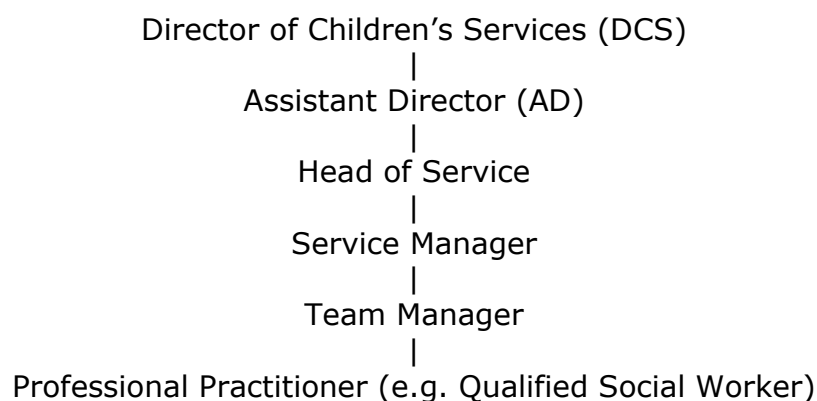 Director of Children’s Services (DCS)
|
Assistant Director (AD)
|
Head of Service
|
Service Manager
|
Team Manager
|
Professional Practitioner (e.g. Qualified Social Worker)